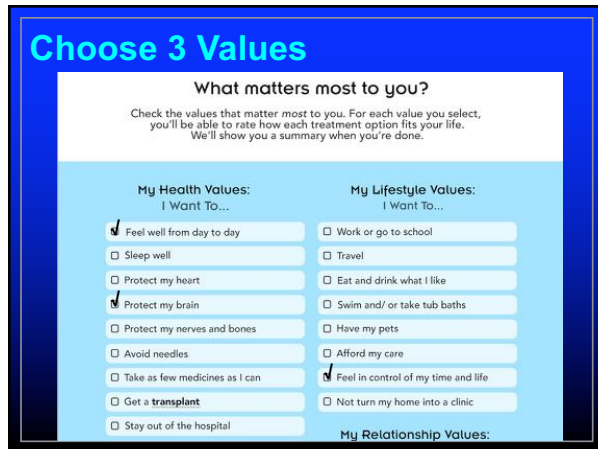 Choose 3 Values
What matters most to you?
Check the values that matter most to you. For each value you select,
you'll be able to rate how each treatment option fits your life.
We'll show you a summary when you're done.
My Health Values:
I Want To...
Feel well from day to day
Sleep well
Protect my heart
Protect my brain
Protect my nerves and bones
Avoid needles
Take as few medicines as I can
Get a transplant
Stay out of the hospital
My Lifestyle Values:
I Want To...
Work or go to school
Travel
Eat and drink what I like
Swim and/ or take tub baths
Have my pets
Afford my care
Feel in control of my time and life
Not turn my home into a clinic
My Relationship Values: